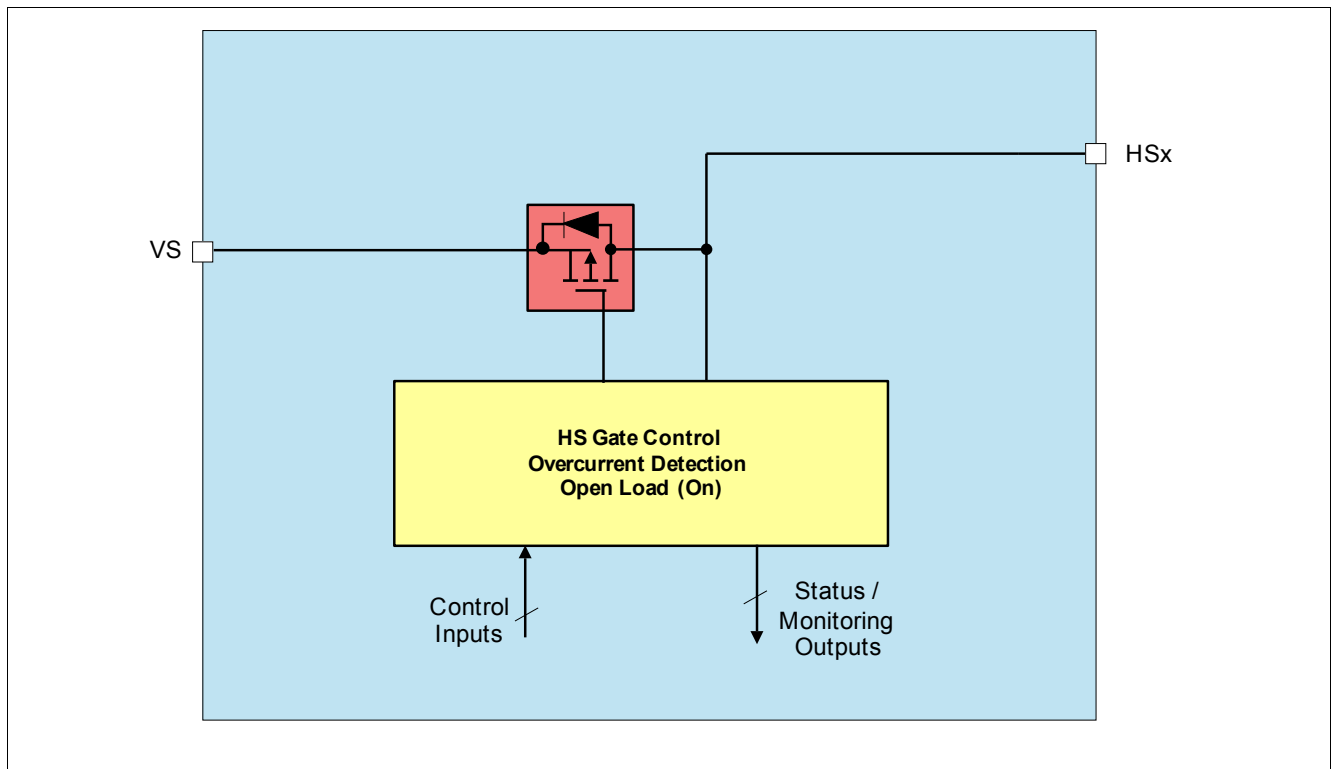 HSx
VS
HS Gate Control
Overcurrent Detection
Open Load (On)
Control
Inputs
Status /
Monitoring
Outputs